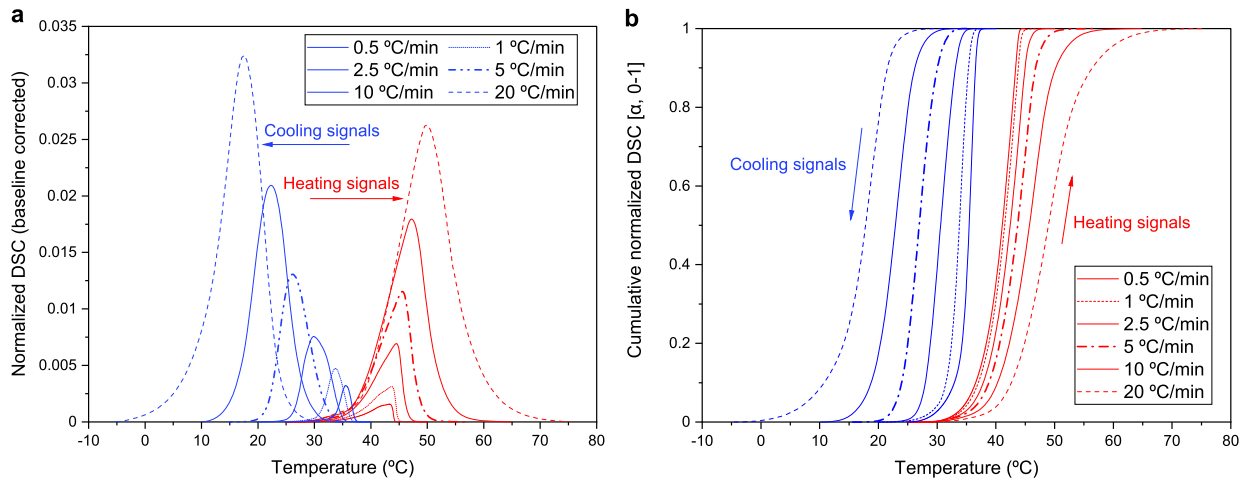 a
0.035
0.03
0.025
0.02
0.015
0.01
0.005
0
Normalized DSC (baseline corrected)
0.5 ºC/min
1 ºC/min
2.5 ºC/min
5 ºC/min
10 ºC/min
20 ºC/min
Cooling signals
Heating signals
-10 0 10 20 30 40 50 60 70 80
Temperature (ºC)
b
1
0.8
0.6
0.4
0.2
0
Cumulative normalized DSC [α, 0-1]
Cooling signals
Heating signals
0.5 ºC/min
1 ºC/min
2.5 ºC/min
5 ºC/min
10 ºC/min
20 ºC/min
-10 0 10 20 30 40 50 60 70 80
Temperature (ºC)